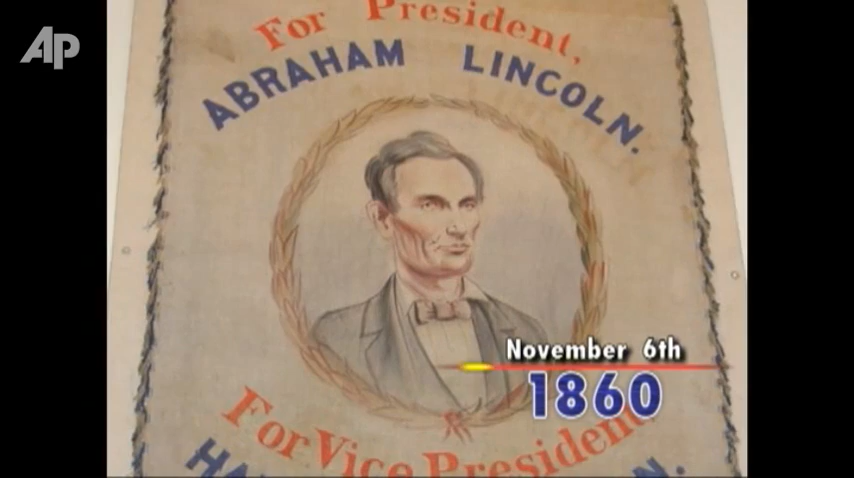 AP
For President,
ABRAHAM LINCOLN.
November 6th
1860
For Vice President